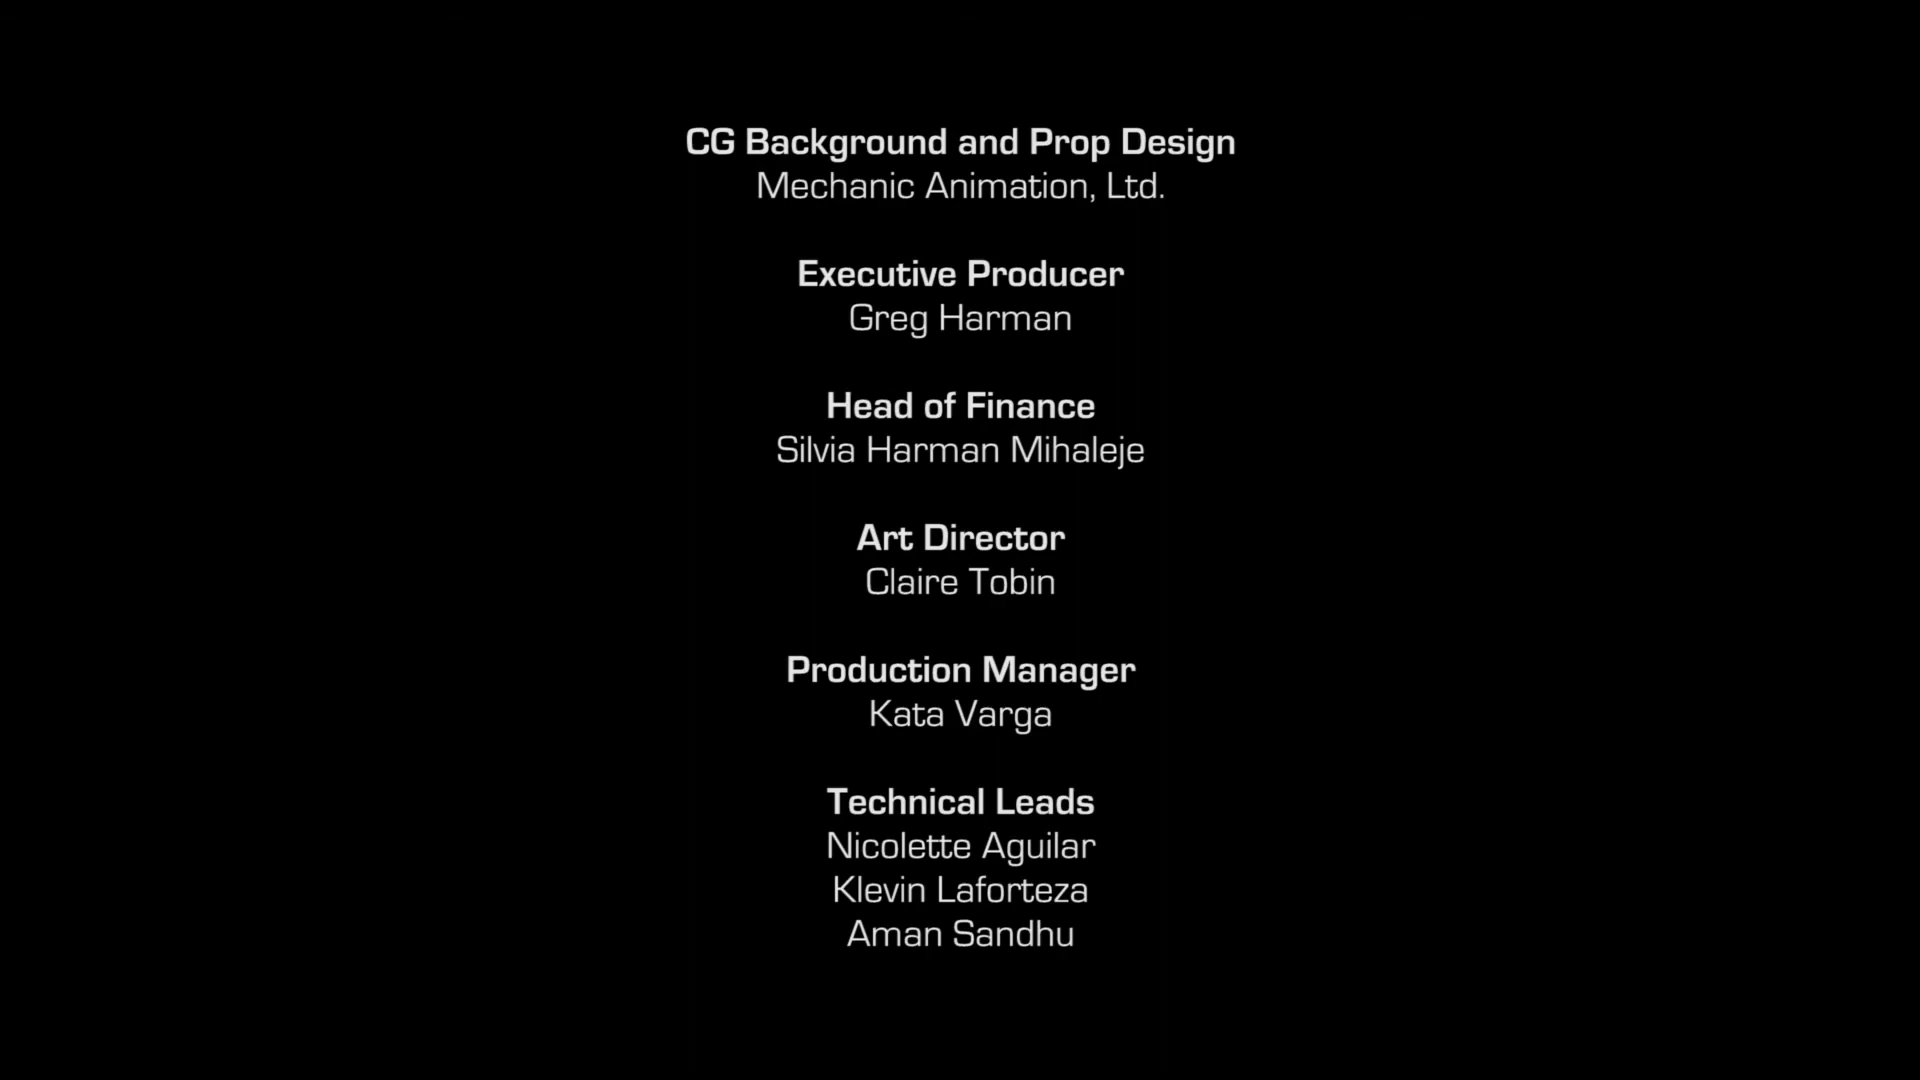 CG Background and Prop Design
Mechanic Animation, Ltd.
Executive Producer
Greg Harman
Head of Finance
Silvia Harman Mihaleje
Art Director
Claire Tobin
Production Manager
Kata Varga
Technical Leads
Nicolette Aguilar
Klevin Laforteza
Aman Sandhu